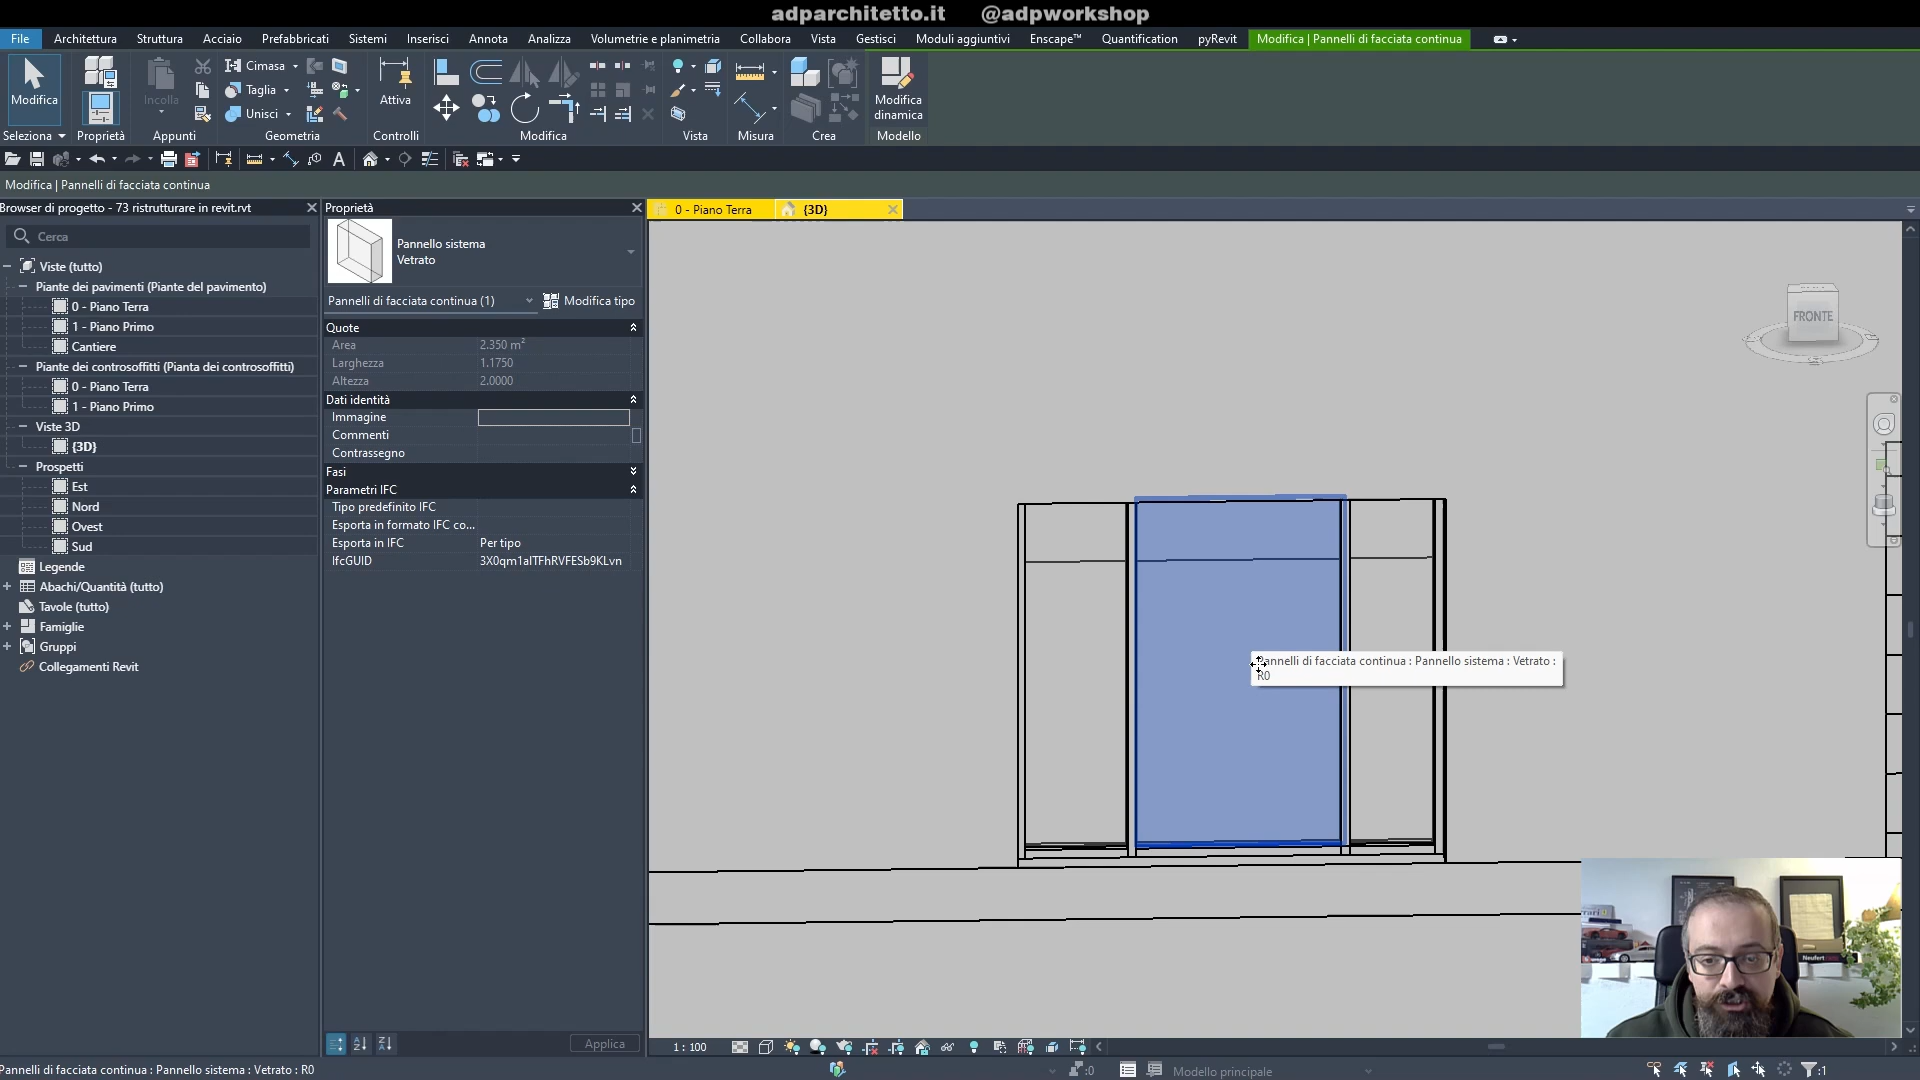 adparchitetto.it @adpworkshop
File Architettura Struttura Acciaio Prefabbricati Sistemi Inserisci Annota Analizza Volumetrie e planimetria Collabora Vista Gestisci Moduli aggiuntivi Enscape™ Quantification pyRevit Modifica | Pannelli di facciata continua
Modifica
Seleziona
Proprietà
Incolla
Appunti
Cimasa
Taglia
Unisci
Geometria
Attiva
Controlli
Modifica
Vista
Misura
Crea
Modifica
dinamica
Modello
Modifica | Pannelli di facciata continua
Browser di progetto - 73 ristrutturare in revit.rvt
Cerca
Viste (tutto)
Piante dei pavimenti (Piante del pavimento)
0 - Piano Terra
1 - Piano Primo
Cantiere
Piante dei controsoffitti (Pianta dei controsoffitti)
0 - Piano Terra
1 - Piano Primo
Viste 3D
{3D}
Prospetti
Est
Nord
Ovest
Sud
Legende
Abachi/Quantità (tutto)
Tavole (tutto)
Famiglie
Gruppi
Collegamenti Revit
Proprietà
Pannello sistema
Vetrato
Pannelli di facciata continua (1) Modifica tipo
Quote
Area 2.350 m²
Larghezza 1.1750
Altezza 2.0000
Dati identità
Immagine
Commenti
Contrassegno
Fasi
Parametri IFC
Tipo predefinito IFC
Esporta in formato IFC co...
Esporta in IFC Per tipo
IfcGUID 3X0qm1aITFhRVFESb9KLvn
Applica
0 - Piano Terra {3D}
FRONTE
Pannelli di facciata continua : Pannello sistema : Vetrato :
R0
Neufert
1 : 100
Pannelli di facciata continua : Pannello sistema : Vetrato : R0
:0 Modello principale :1